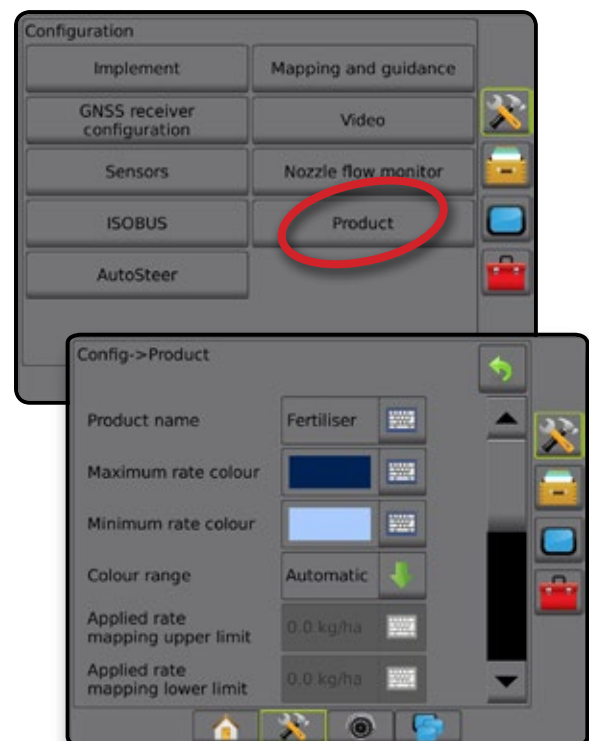 Configuration
Implement
Mapping and guidance
GNSS receiver
configuration
Video
Sensors
Nozzle flow monitor
ISOBUS
Product
AutoSteer
Config->Product
Product name
Fertiliser
Maximum rate colour
Minimum rate colour
Colour range
Automatic
Applied rate
mapping upper limit
0.0 kg/ha
Applied rate
mapping lower limit
0.0 kg/ha